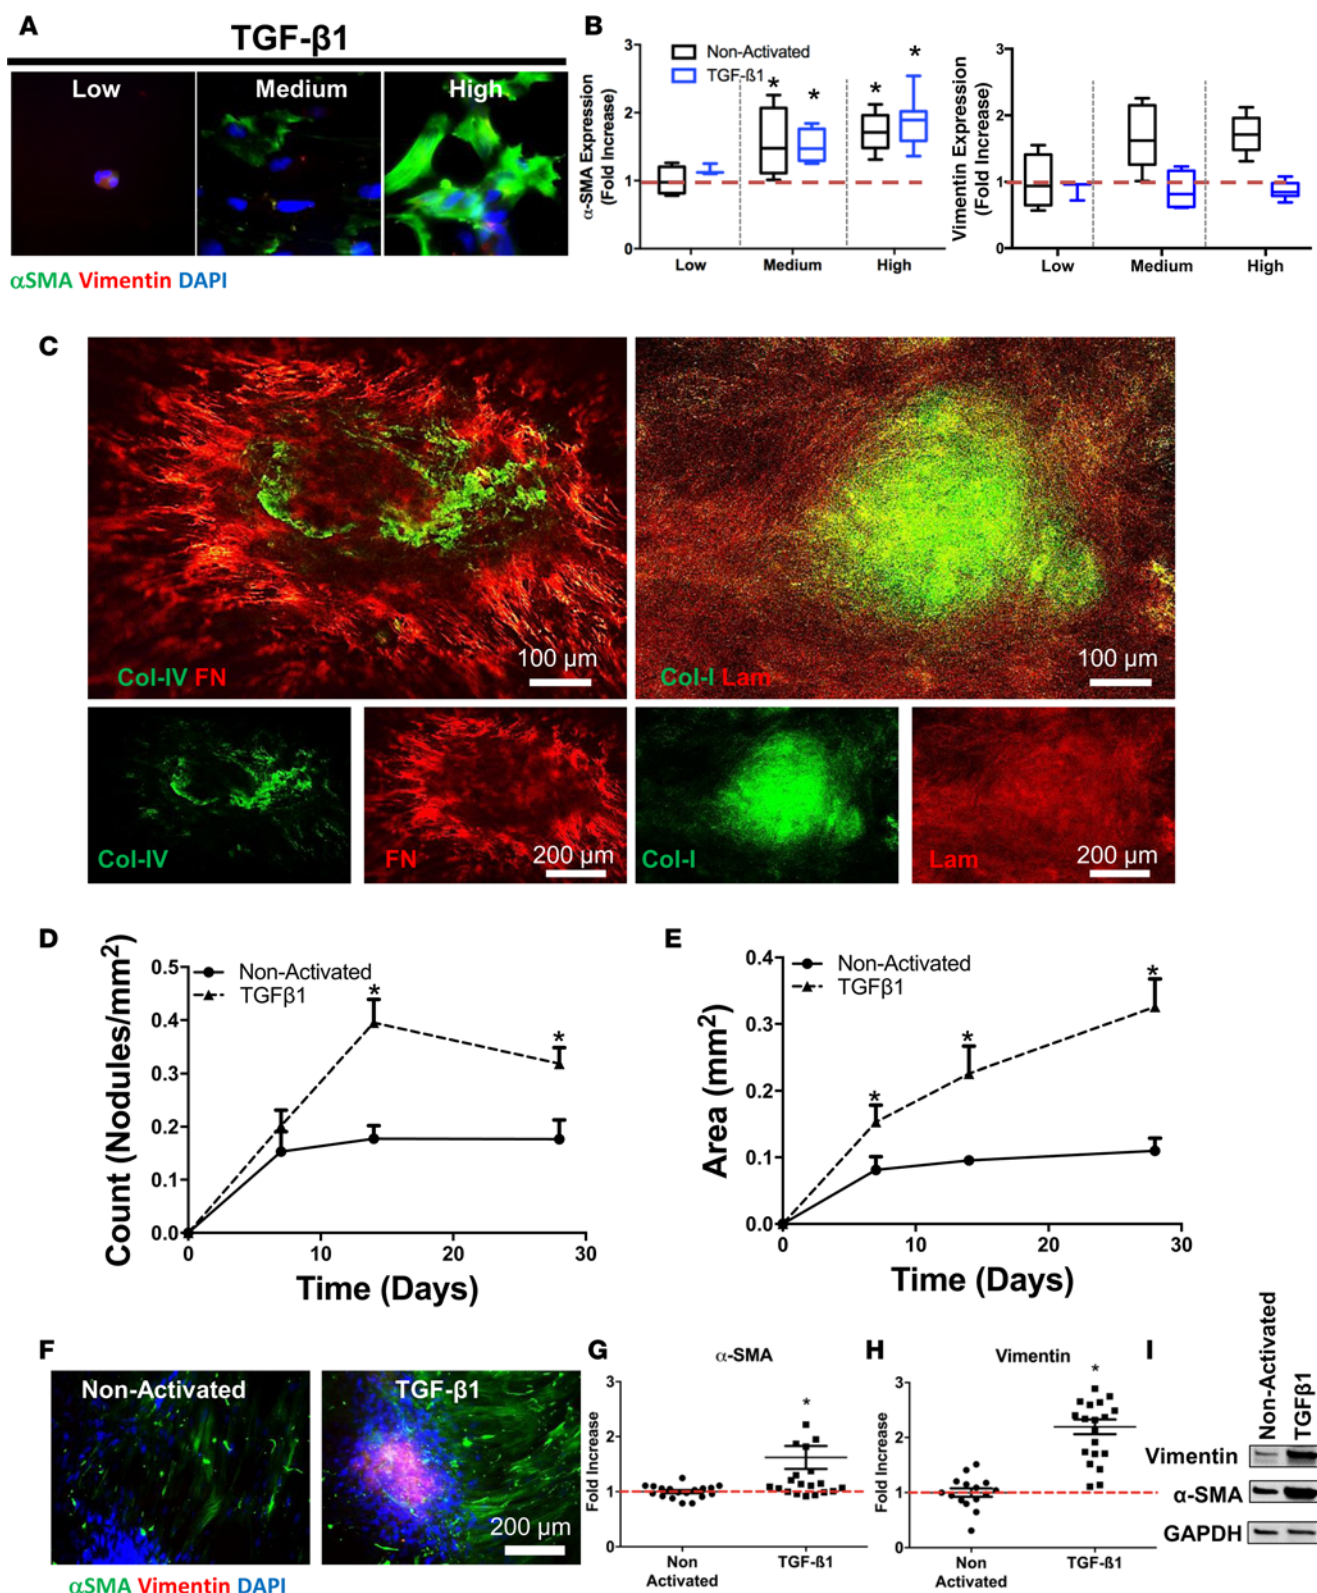 A
TGF-β1
Low
Medium
High
αSMA Vimentin DAPI
B
α-SMA Expression
(Fold Increase)
3
2
1
0
Non-Activated
TGF-ß1
*
*
*
*
Low
Medium
High
Vimentin Expression
(Fold Increase)
3
2
1
0
Low
Medium
High
C
Col-IV FN
100 µm
Col-I Lam
100 µm
Col-IV
FN
200 µm
Col-I
Lam
200 µm
D
Count (Nodules/mm²)
0.5
0.4
0.3
0.2
0.1
0.0
Non-Activated
TGFβ1
*
*
0
10
20
30
Time (Days)
E
Area (mm²)
0.4
0.3
0.2
0.1
0.0
Non-Activated
TGFβ1
*
*
*
0
10
20
30
Time (Days)
F
Non-Activated
TGF-β1
200 µm
αSMA Vimentin DAPI
G
α-SMA
Fold Increase
3
2
1
0
*
Non
Activated
TGF-ß1
H
Vimentin
Fold Increase
3
2
1
0
*
Non
Activated
TGF-ß1
I
Non-Activated
TGFβ1
Vimentin
α-SMA
GAPDH